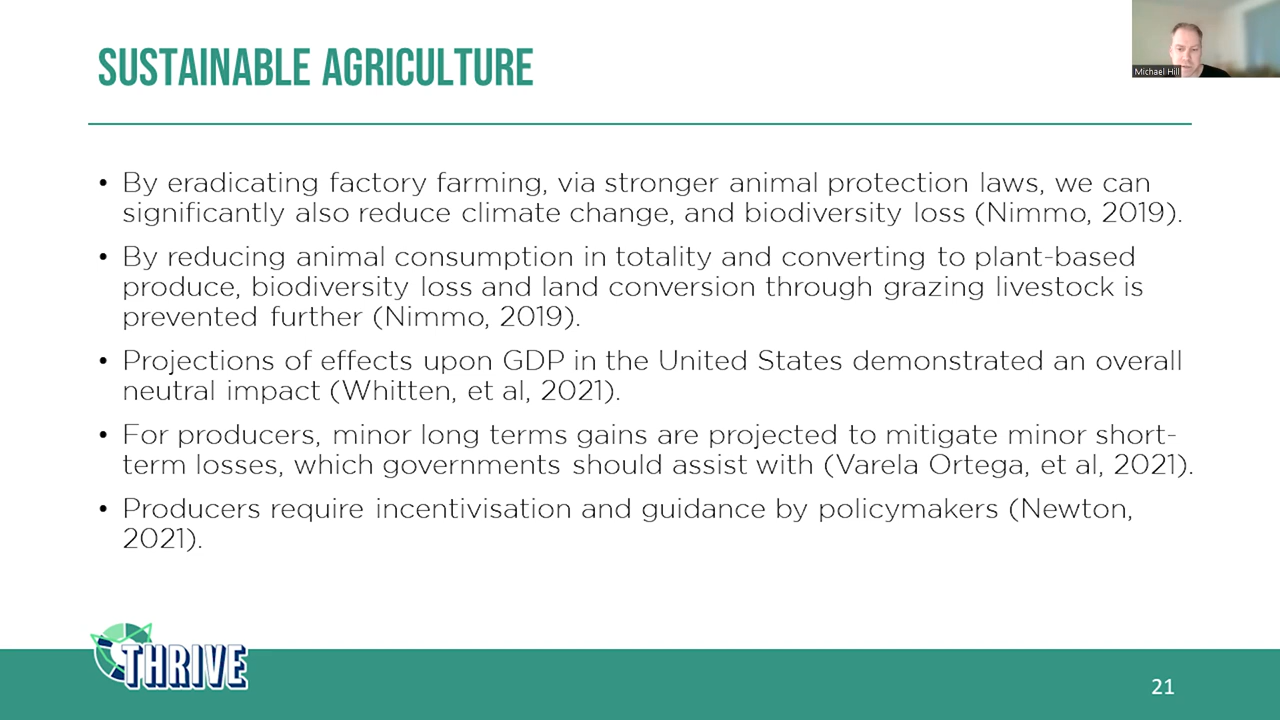 SUSTAINABLE AGRICULTURE
Michael Hill
• By eradicating factory farming, via stronger animal protection laws, we can
significantly also reduce climate change, and biodiversity loss (Nimmo, 2019).
• By reducing animal consumption in totality and converting to plant-based
produce, biodiversity loss and land conversion through grazing livestock is
prevented further (Nimmo, 2019).
• Projections of effects upon GDP in the United States demonstrated an overall
neutral impact (Whitten, et al, 2021).
• For producers, minor long terms gains are projected to mitigate minor short-
term losses, which governments should assist with (Varela Ortega, et al, 2021).
• Producers require incentivisation and guidance by policymakers (Newton,
2021).
THRIVE
21